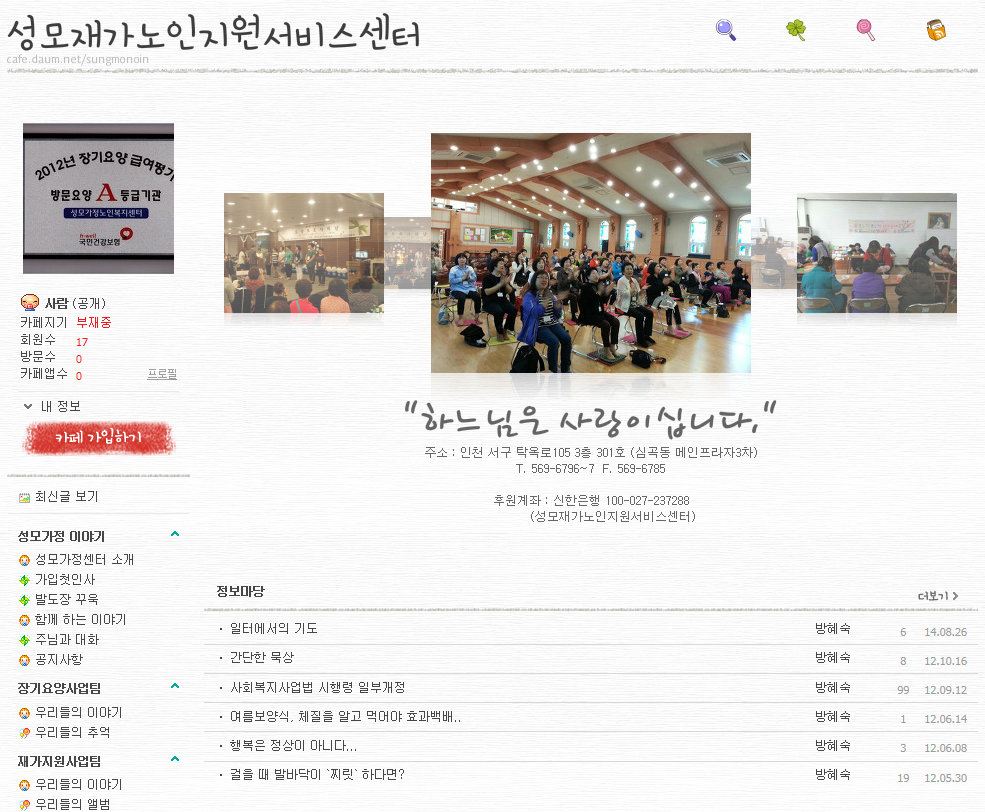 성모재가노인지원서비스센터
cafe.daum.net/sungmonoin
2012년 장기요양 급여평가
방문요양 A 등급기관
성모가정노인복지센터
h-well
국민건강보험
사람 (공개)
카페지기 부재중
회원수 17
방문수 0
카페앱수 0 프로필
내 정보
카페 가입하기
최신글 보기
성모가정 이야기
성모가정센터 소개
가입첫인사
발도장 꾸욱
함께 하는 이야기
주님과 대화
공지사항
장기요양사업팀
우리들의 이야기
우리들의 추억
재가지원사업팀
우리들의 이야기
우리들의 앨범
"하느님은 사랑이십니다."
주소 : 인천 서구 탁옥로105 3층 301호 (심곡동 메인프라자3차)
T. 569-6796~7 F. 569-6785
후원계좌 : 신한은행 100-027-237288
(성모재가노인지원서비스센터)
정보마당 더보기
· 일터에서의 기도 방혜숙 6 14.08.26
· 간단한 묵상 방혜숙 8 12.10.16
· 사회복지사업법 시행령 일부개정 방혜숙 99 12.09.12
· 여름보양식, 체질을 알고 먹어야 효과백배.. 방혜숙 1 12.06.14
· 행복은 정상이 아니다... 방혜숙 3 12.06.08
· 걸을 때 발바닥이 `찌릿` 하다면? 방혜숙 19 12.05.30